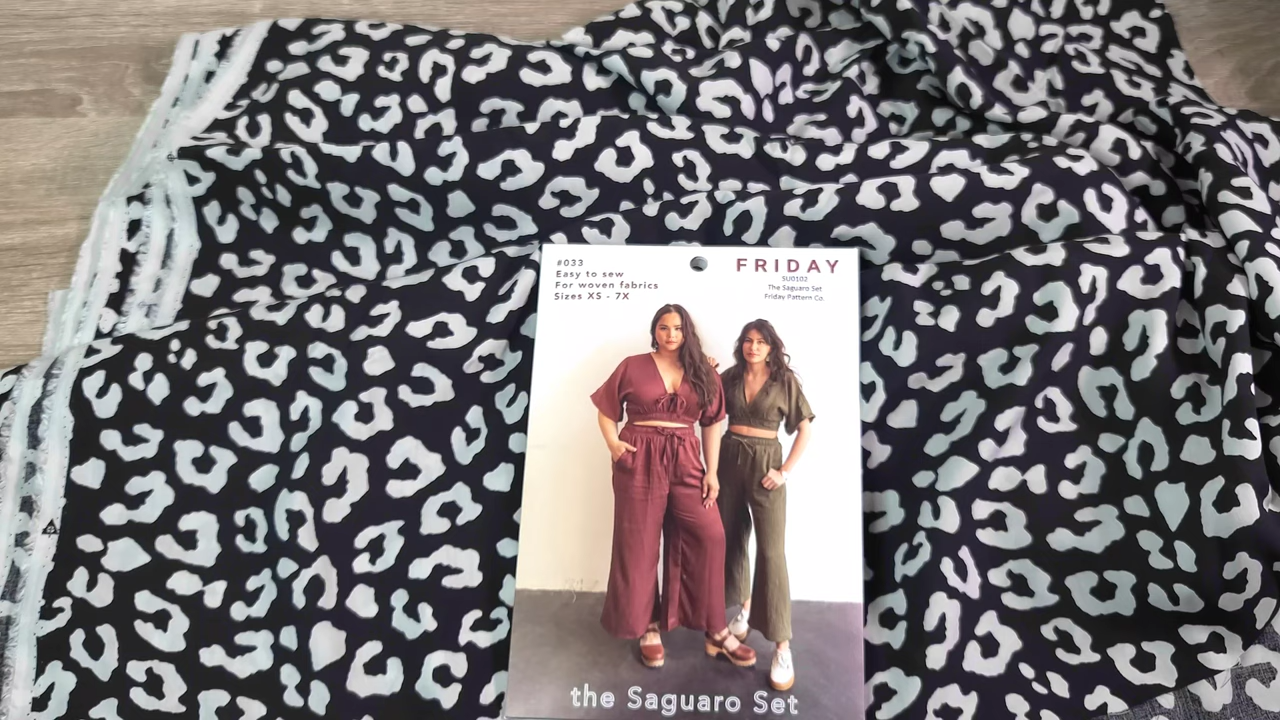 #033
Easy to sew
For woven fabrics
Sizes XS - 7X
FRIDAY
SU0102
The Saguaro Set
Friday Pattern Co.
the Saguaro Set